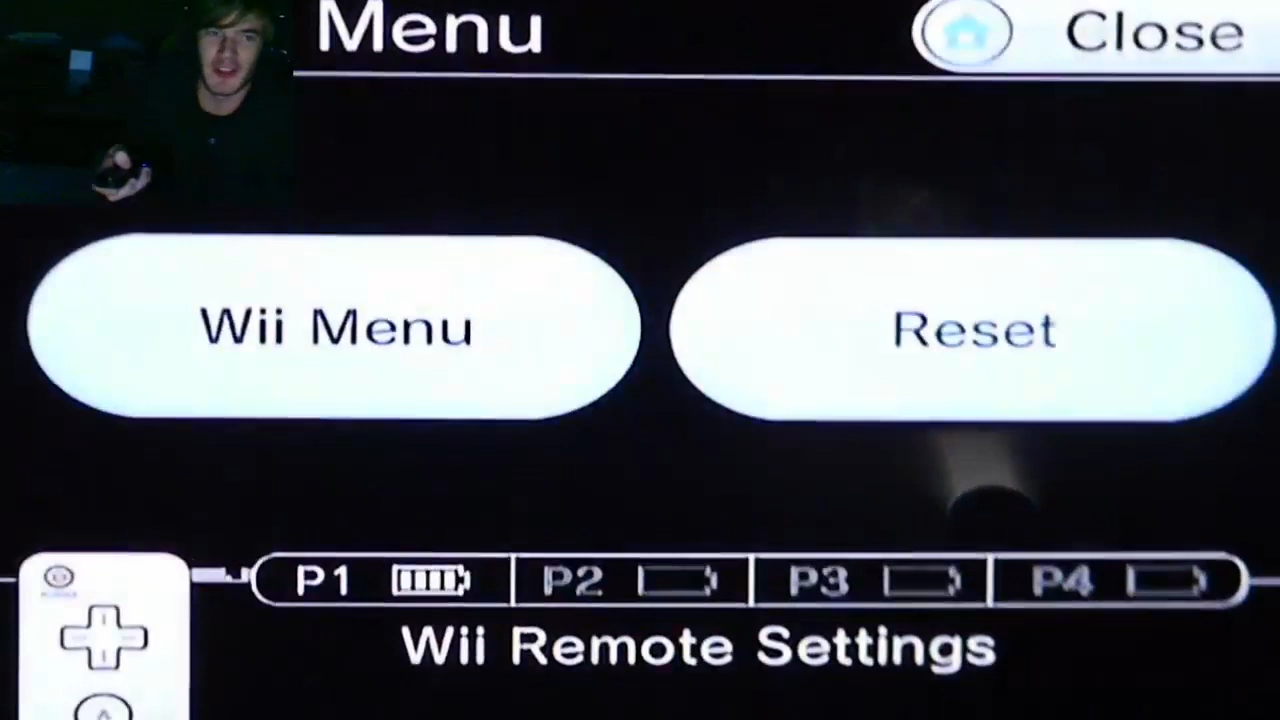 Menu
Close
Wii Menu
Reset
P1
P2
P3
P4
Wii Remote Settings